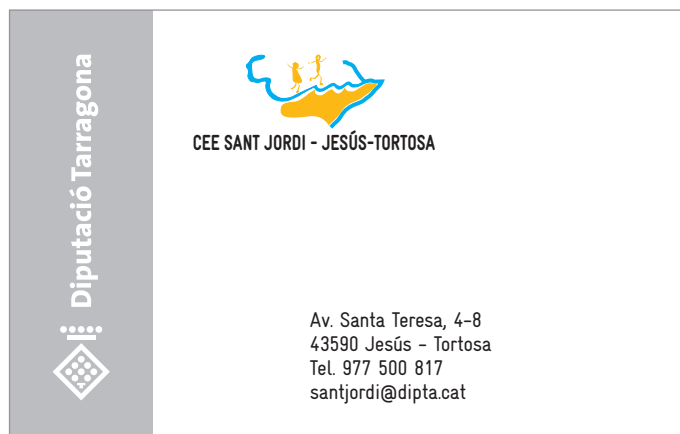 Diputació Tarragona
CEE SANT JORDI - JESÚS-TORTOSA
Av. Santa Teresa, 4-8
43590 Jesús - Tortosa
Tel. 977 500 817
santjordi@dipta.cat